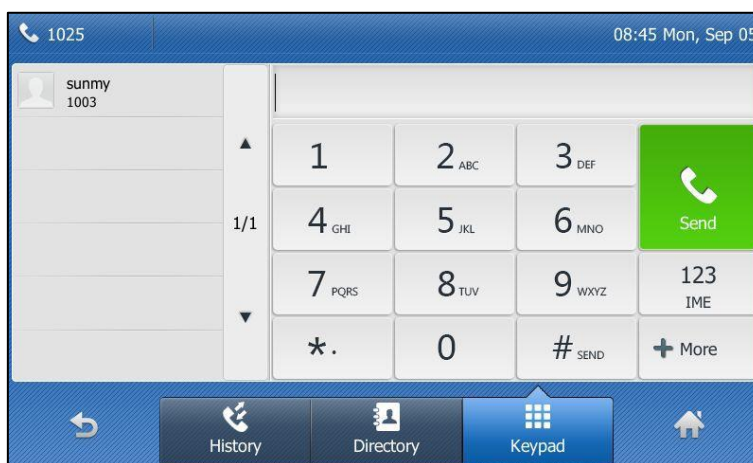 1025
08:45 Mon, Sep 05
sunmy
1003
1/1
1 2 ABC 3 DEF
Send
4 GHI 5 JKL 6 MNO
7 PQRS 8 TUV 9 WXYZ
123
IME
*. 0 # SEND
More
History Directory Keypad